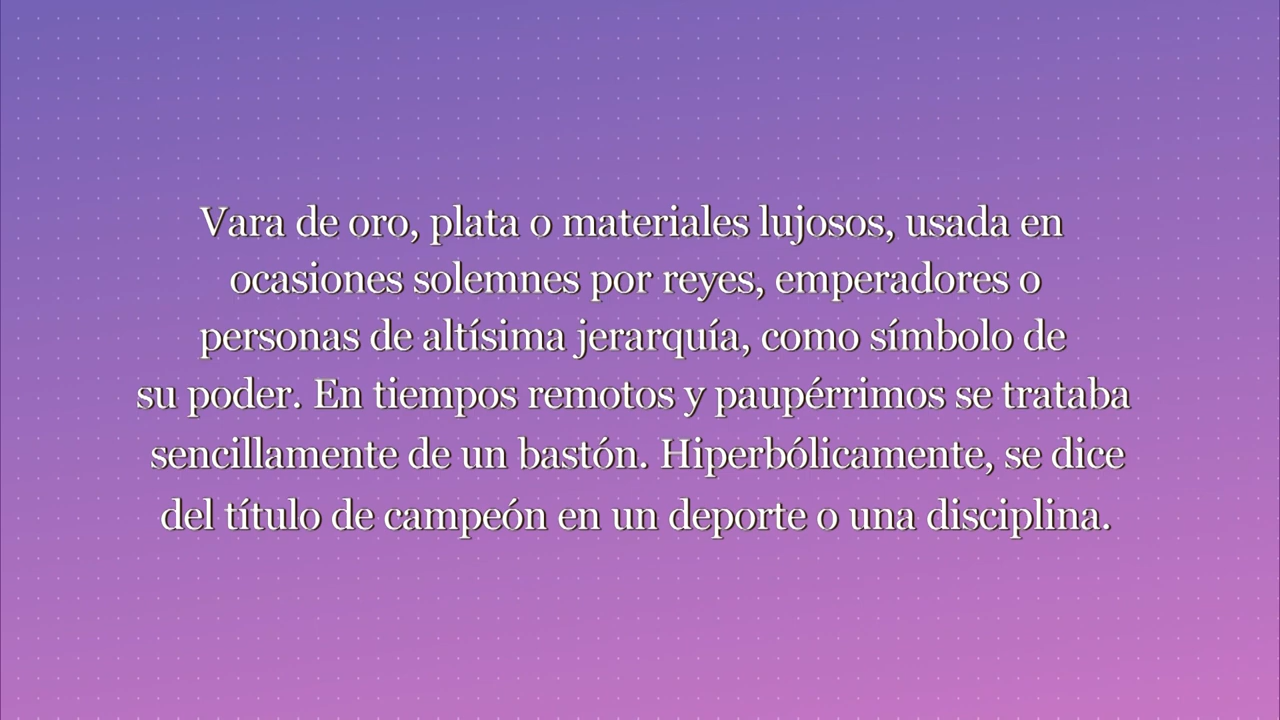 Vara de oro, plata o materiales lujosos, usada en
ocasiones solemnes por reyes, emperadores o
personas de altísima jerarquía, como símbolo de
su poder. En tiempos remotos y paupérrimos se trataba
sencillamente de un bastón. Hiperbólicamente, se dice
del título de campeón en un deporte o una disciplina.